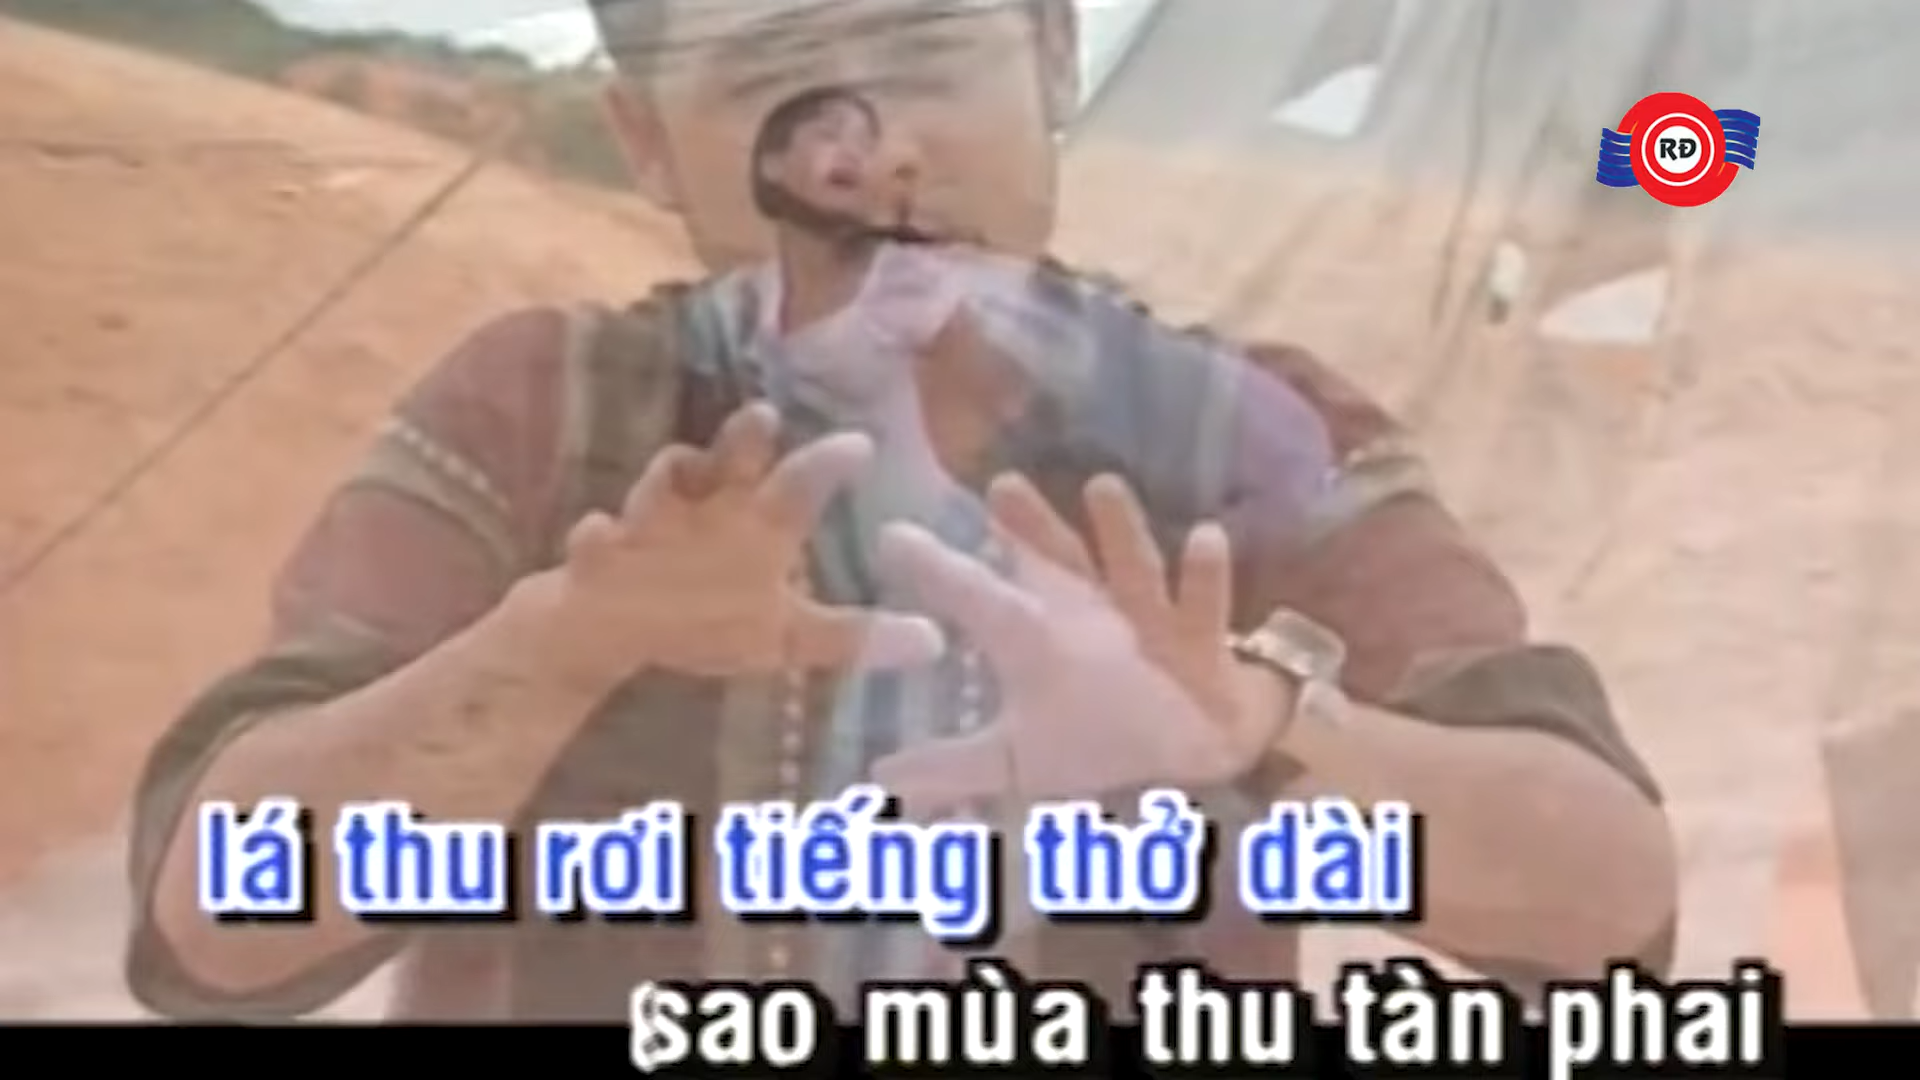 RĐ
lá thu rơi tiếng thở dài
sao mùa thu tàn phai